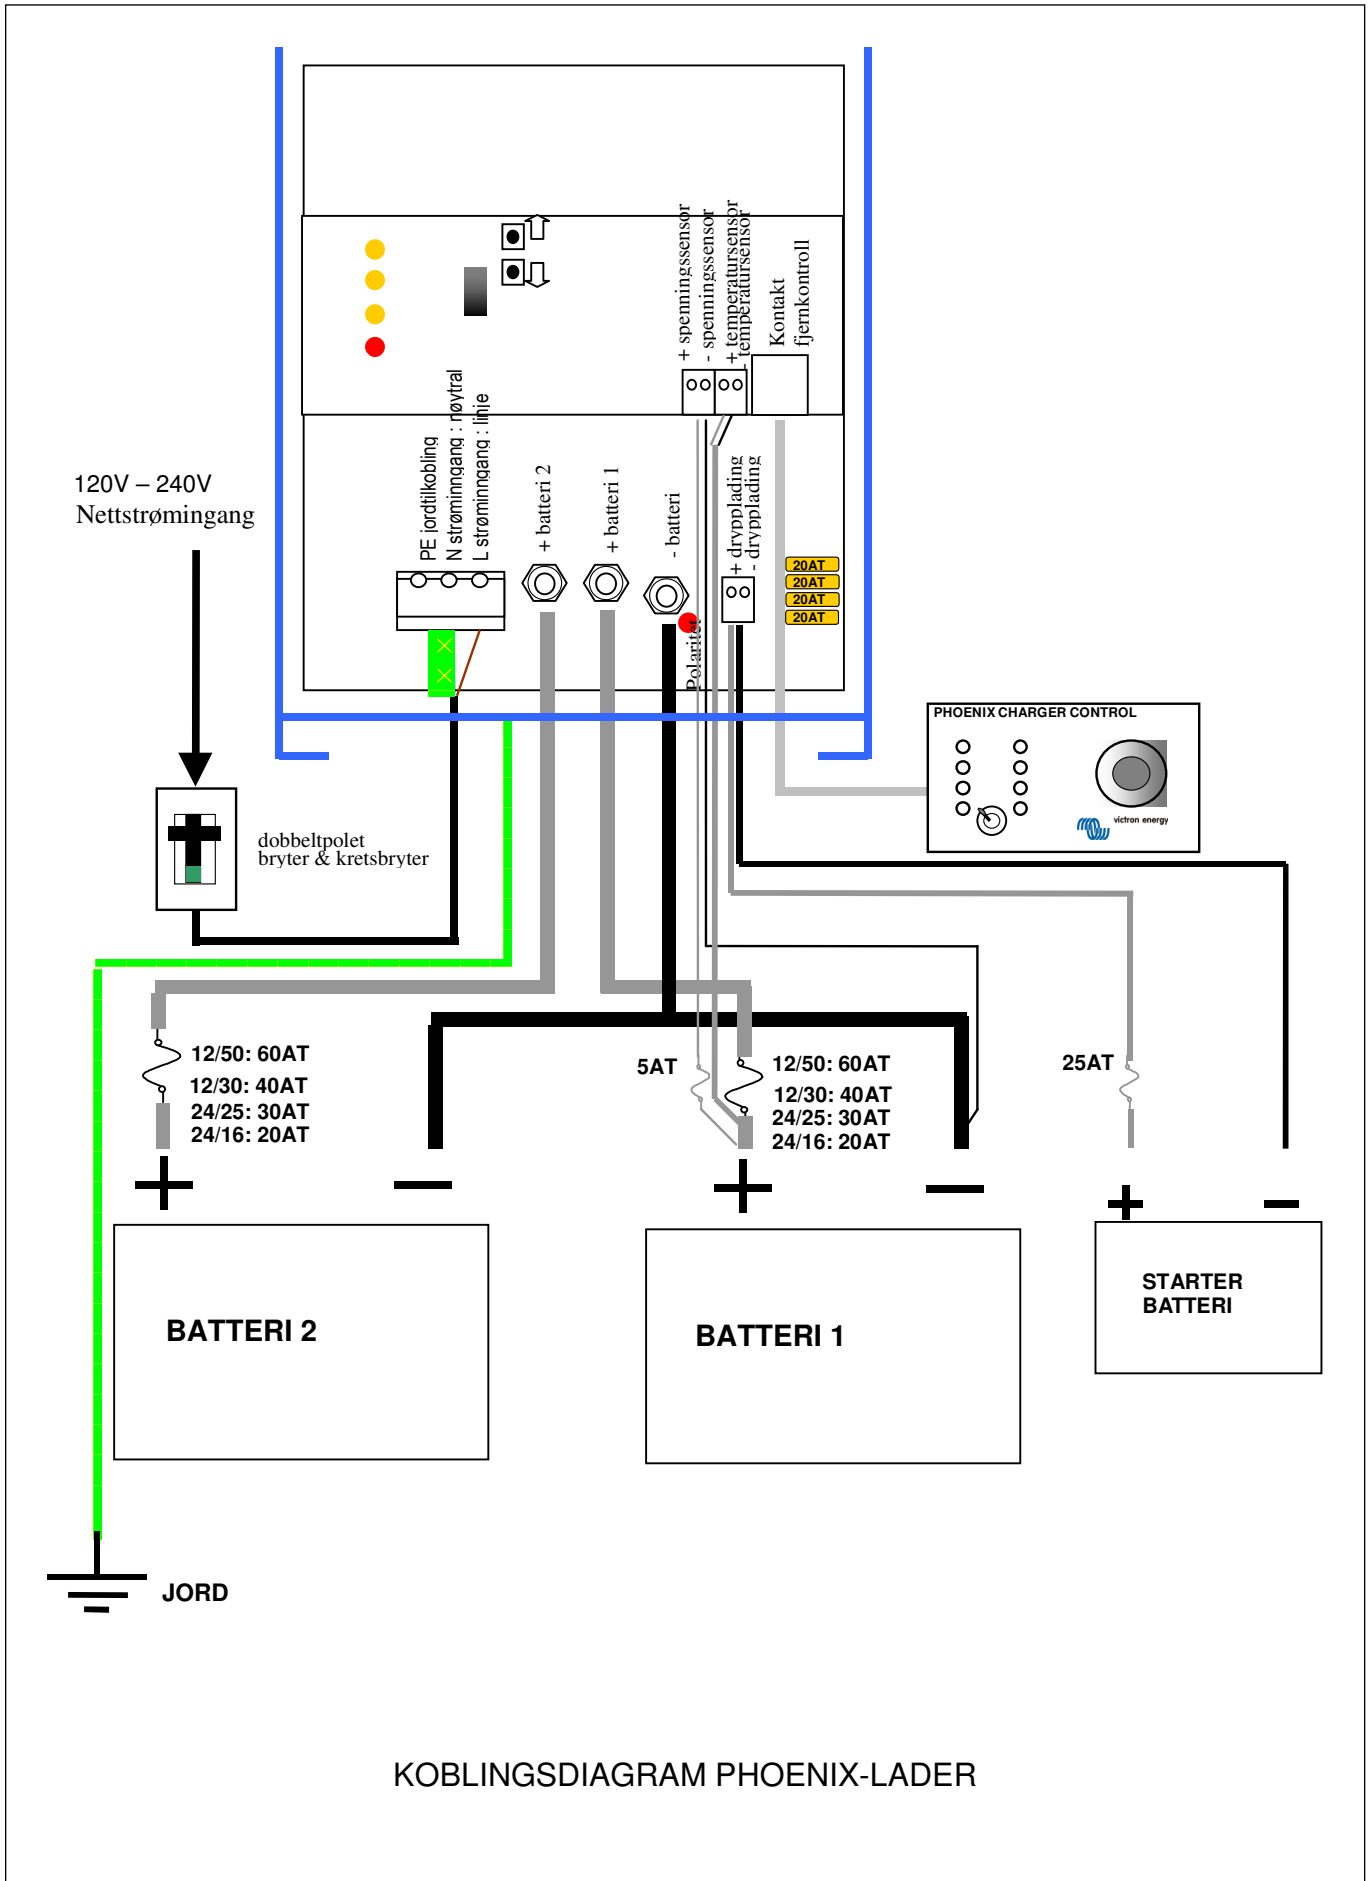 + spenningssensor
- spenningssensor
+ temperatursensor
- temperatursensor
Kontakt
fjernkontroll
PE jordtilkobling
N strøminngang : nøytral
L strøminngang : linje
+ batteri 2
+ batteri 1
- batteri
+ drypplading
- drypplading
20AT
20AT
20AT
20AT
Polaritet
120V – 240V
Nettstrømingang
PHOENIX CHARGER CONTROL
victron energy
dobbeltpolet
bryter & kretsbryter
12/50: 60AT
12/30: 40AT
24/25: 30AT
24/16: 20AT
5AT
12/50: 60AT
12/30: 40AT
24/25: 30AT
24/16: 20AT
25AT
+
–
+
–
+
–
BATTERI 2
BATTERI 1
STARTER
BATTERI
JORD
KOBLINGSDIAGRAM PHOENIX-LADER